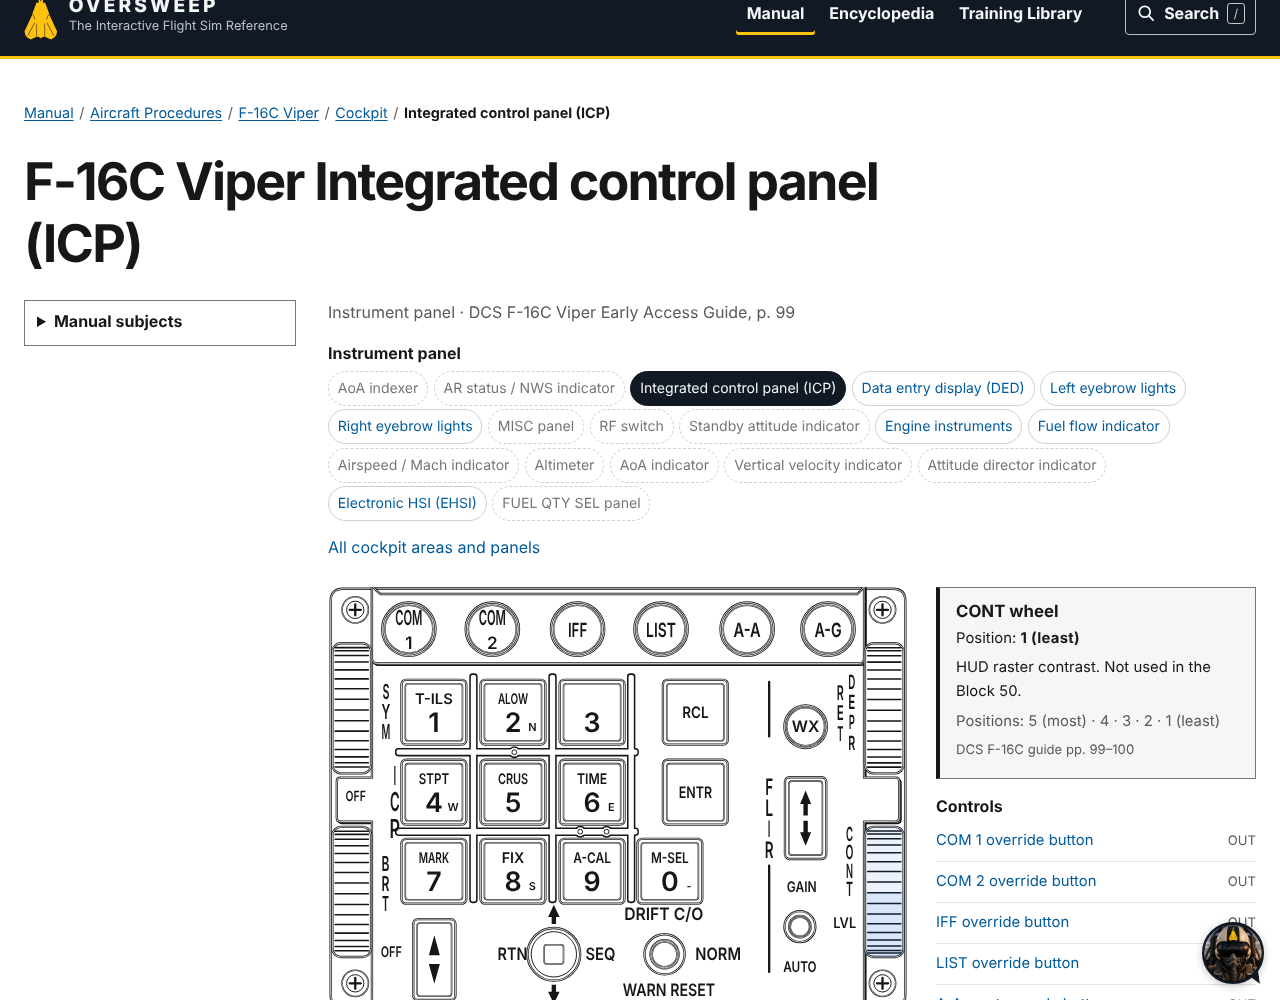 OVERSWEEP
The Interactive Flight Sim Reference
Manual
Encyclopedia
Training Library
Search /
Manual / Aircraft Procedures / F-16C Viper / Cockpit / Integrated control panel (ICP)
F-16C Viper Integrated control panel
(ICP)
Manual subjects
Instrument panel · DCS F-16C Viper Early Access Guide, p. 99
Instrument panel
AoA indexer
AR status / NWS indicator
Integrated control panel (ICP)
Data entry display (DED)
Left eyebrow lights
Right eyebrow lights
MISC panel
RF switch
Standby attitude indicator
Engine instruments
Fuel flow indicator
Airspeed / Mach indicator
Altimeter
AoA indicator
Vertical velocity indicator
Attitude director indicator
Electronic HSI (EHSI)
FUEL QTY SEL panel
All cockpit areas and panels
COM 1
COM 2
IFF
LIST
A-A
A-G
SYM
T-ILS
1
ALOW
2 N
3
RCL
WX
RET
DEPR
ICP
OFF
STPT
4 W
CRUS
5
TIME
6 E
ENTR
FLIR
CONT
BRT
MARK
7
FIX
8 S
A-CAL
9
M-SEL
0 -
GAIN
LVL
AUTO
OFF
RTN
SEQ
DRIFT C/O
NORM
WARN RESET
CONT wheel
Position: 1 (least)
HUD raster contrast. Not used in the
Block 50.
Positions: 5 (most) · 4 · 3 · 2 · 1 (least)
DCS F-16C guide pp. 99–100
Controls
COM 1 override button OUT
COM 2 override button OUT
IFF override button OUT
LIST override button